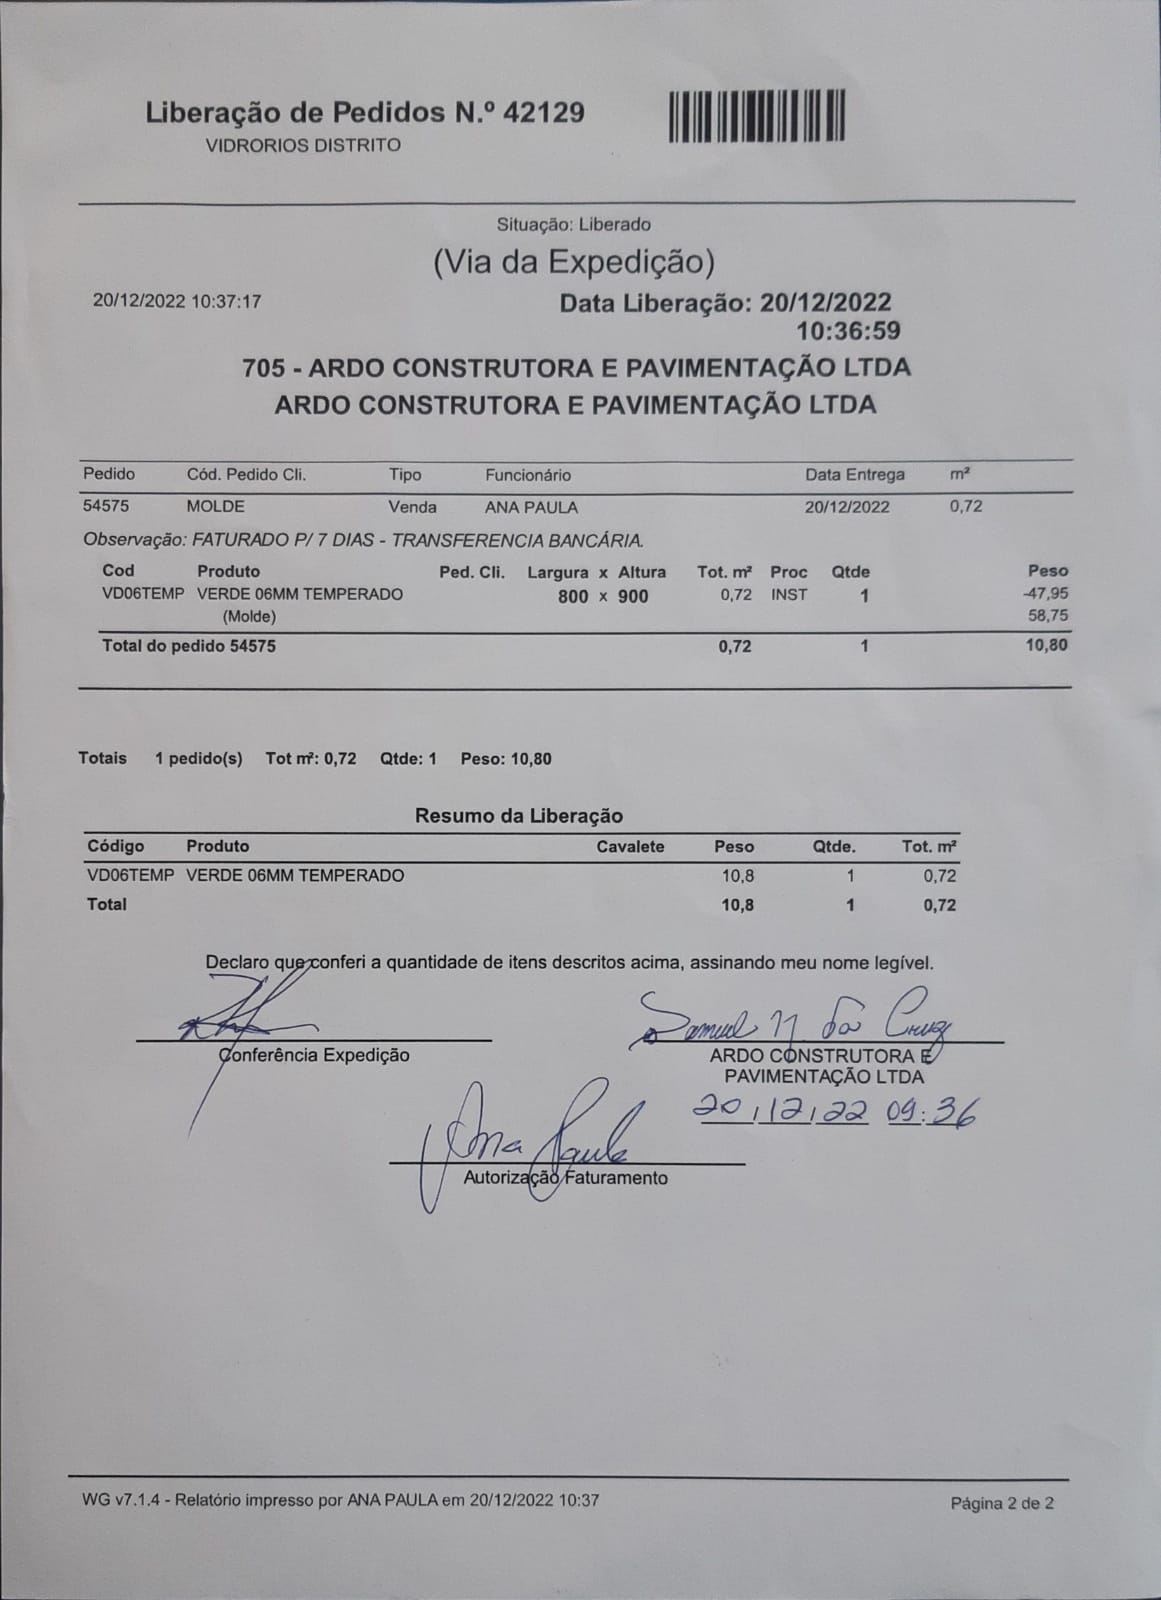 Liberação de Pedidos N.º 42129
VIDRORIOS DISTRITO
Situação: Liberado
(Via da Expedição)
20/12/2022 10:37:17 Data Liberação: 20/12/2022
10:36:59
705 - ARDO CONSTRUTORA E PAVIMENTAÇÃO LTDA
ARDO CONSTRUTORA E PAVIMENTAÇÃO LTDA
Pedido Cód. Pedido Cli. Tipo Funcionário Data Entrega m²
54575 MOLDE Venda ANA PAULA 20/12/2022 0,72
Observação: FATURADO P/ 7 DIAS - TRANSFERENCIA BANCÁRIA.
Cod Produto Ped. Cli. Largura x Altura Tot. m² Proc Qtde Peso
VD06TEMP VERDE 06MM TEMPERADO 800 x 900 0,72 INST 1 -47,95
(Molde) 58,75
Total do pedido 54575 0,72 1 10,80
Totais 1 pedido(s) Tot m²: 0,72 Qtde: 1 Peso: 10,80
Resumo da Liberação
Código Produto Cavalete Peso Qtde. Tot. m²
VD06TEMP VERDE 06MM TEMPERADO 10,8 1 0,72
Total 10,8 1 0,72
Declaro que conferi a quantidade de itens descritos acima, assinando meu nome legível.
Samuel N da Cruz
Conferência Expedição ARDO CONSTRUTORA E
PAVIMENTAÇÃO LTDA
20/12/22 09:36
Ana Paula
Autorização Faturamento
WG v7.1.4 - Relatório impresso por ANA PAULA em 20/12/2022 10:37 Página 2 de 2